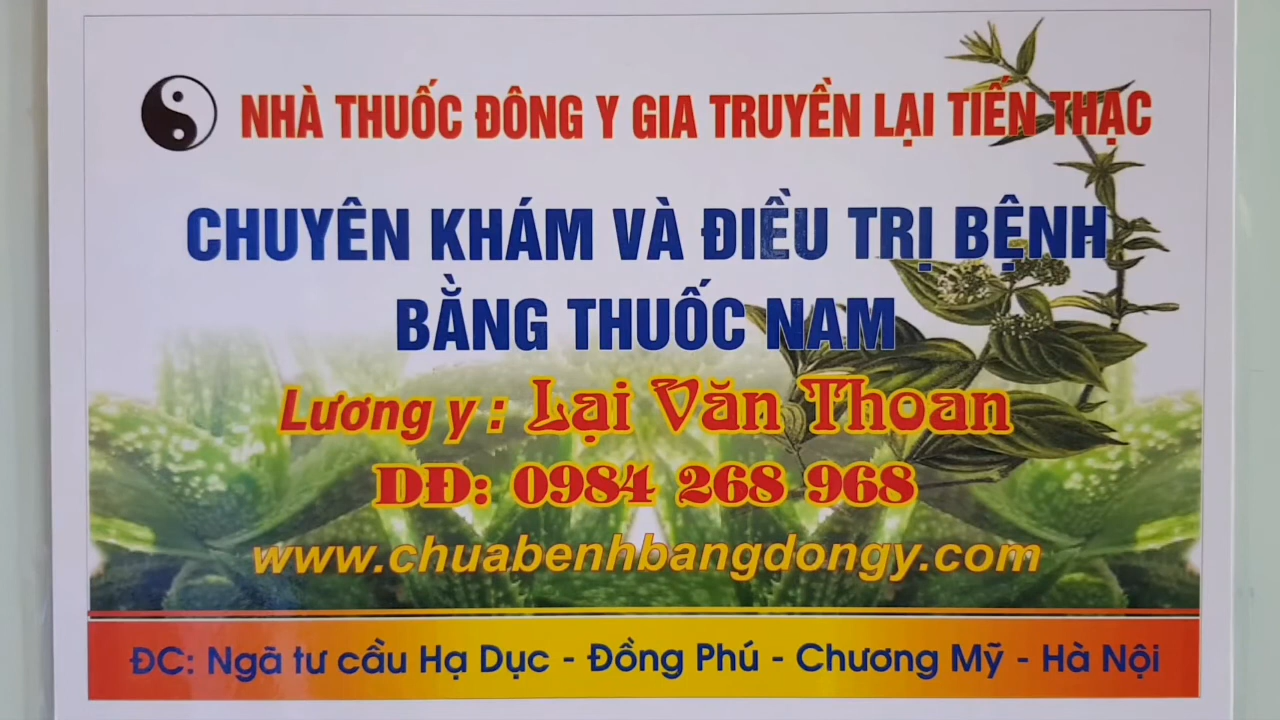 NHÀ THUỐC ĐÔNG Y GIA TRUYỀN LẠI TIẾN THẠC
CHUYÊN KHÁM VÀ ĐIỀU TRỊ BỆNH
BẰNG THUỐC NAM
Lương y : Lại Văn Thoan
DĐ: 0984 268 968
www.chuabenhbangdongy.com
ĐC: Ngã tư cầu Hạ Dục - Đồng Phú - Chương Mỹ - Hà Nội